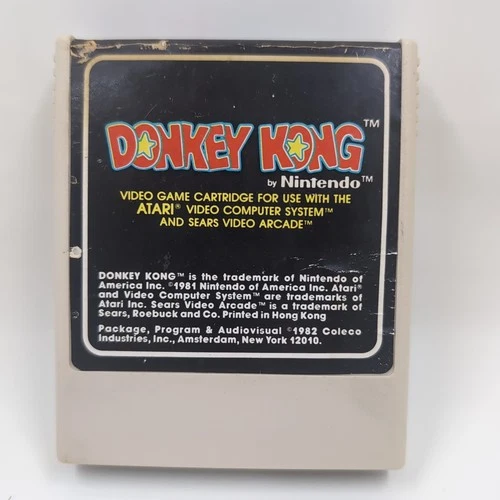 DONKEY KONG™
by Nintendo™
VIDEO GAME CARTRIDGE FOR USE WITH THE
ATARI® VIDEO COMPUTER SYSTEM™
AND SEARS VIDEO ARCADE™
DONKEY KONG™ is the trademark of Nintendo of
America Inc. ©1981 Nintendo of America Inc. Atari®
and Video Computer System™ are trademarks of
Atari Inc. Sears Video Arcade™ is a trademark of
Sears, Roebuck and Co. Printed in Hong Kong
Package, Program & Audiovisual ©1982 Coleco
Industries, Inc., Amsterdam, New York 12010.